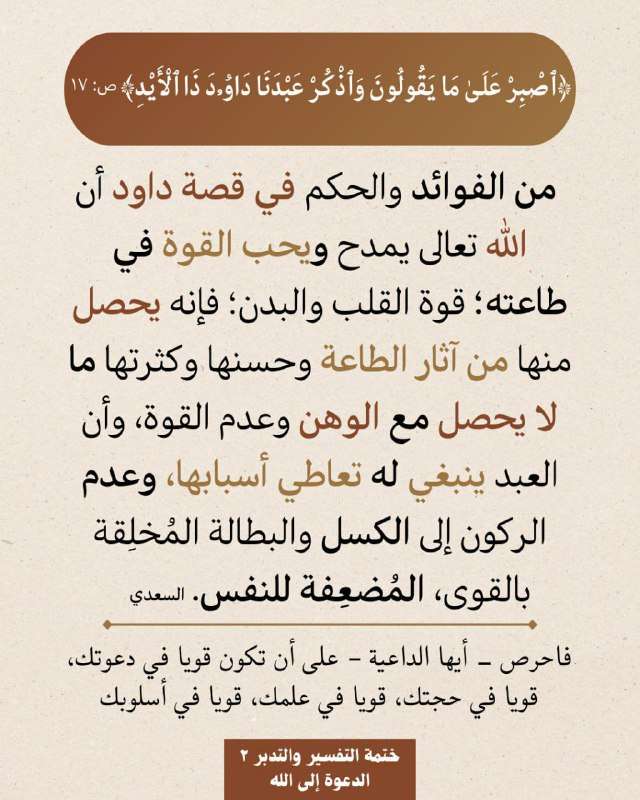 ﴿ٱصْبِرْ عَلَىٰ مَا يَقُولُونَ وَٱذْكُرْ عَبْدَنَا دَاوُۥدَ ذَا ٱلْأَيْدِ﴾ ص: ١٧
من الفوائد والحكم في قصة داود أن
الله تعالى يمدح ويحب القوة في
طاعته؛ قوة القلب والبدن؛ فإنه يحصل
منها من آثار الطاعة وحسنها وكثرتها ما
لا يحصل مع الوهن وعدم القوة، وأن
العبد ينبغي له تعاطي أسبابها، وعدم
الركون إلى الكسل والبطالة المُخلِقة
بالقوى، المُضعِفة للنفس. السعدي
فاحرص – أيها الداعية – على أن تكون قويا في دعوتك،
قويا في حجتك، قويا في علمك، قويا في أسلوبك
ختمة التفسير والتدبر ٢
الدعوة إلى الله